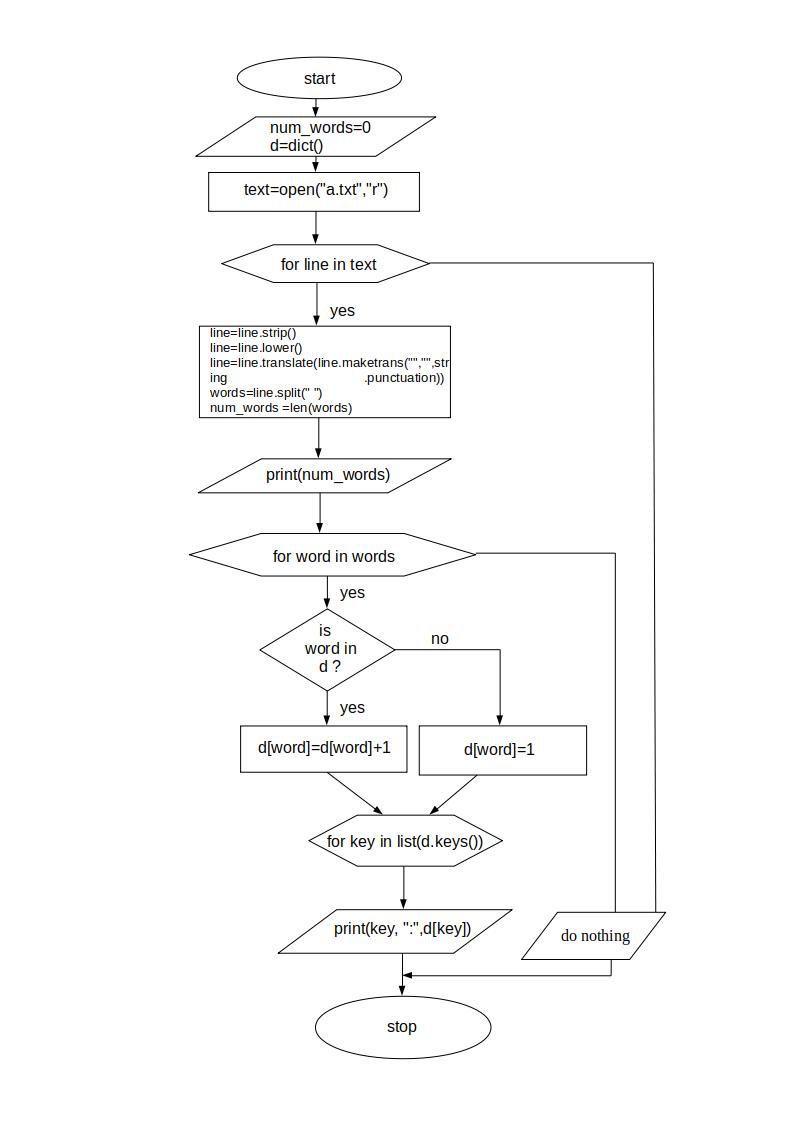 start
num_words=0
d=dict()
text=open("a.txt","r")
for line in text
yes
line=line.strip()
line=line.lower()
line=line.translate(line.maketrans("","",str
ing .punctuation))
words=line.split(" ")
num_words =len(words)
print(num_words)
for word in words
yes
is
word in
d ?
no
yes
d[word]=d[word]+1
d[word]=1
for key in list(d.keys())
print(key, ":",d[key])
do nothing
stop